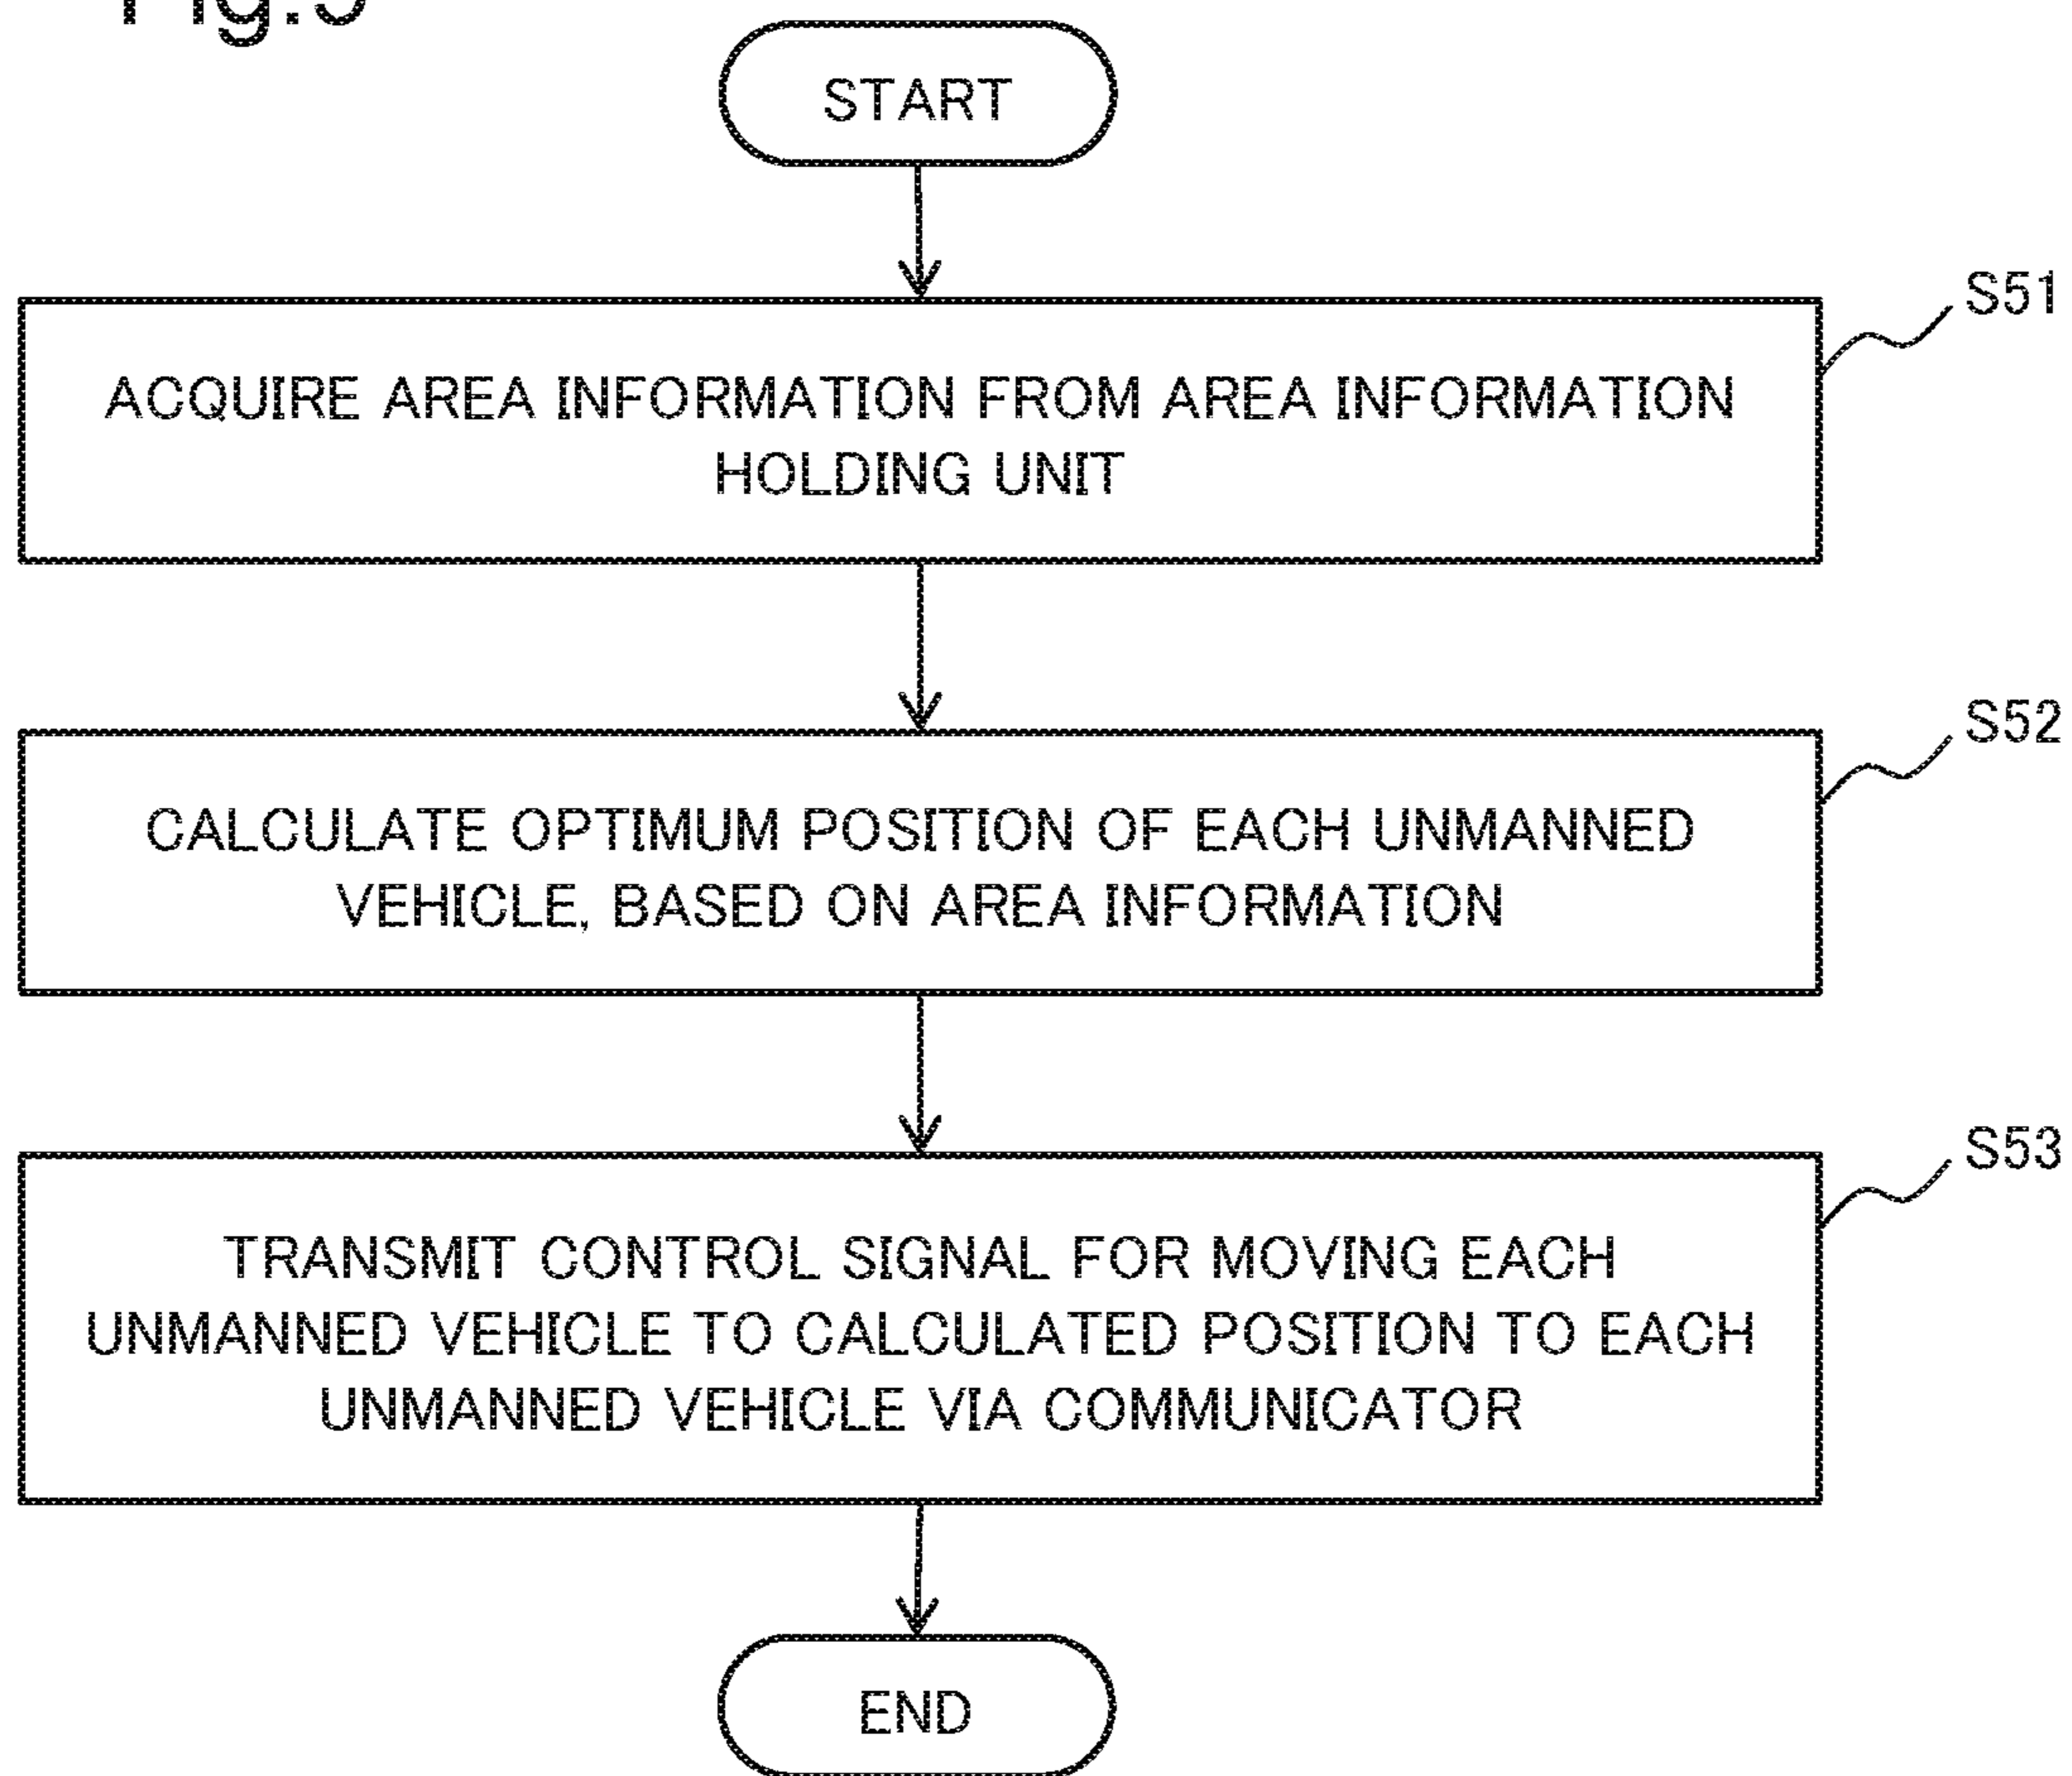 START
S51
ACQUIRE AREA INFORMATION FROM AREA INFORMATION
HOLDING UNIT
S52
CALCULATE OPTIMUM POSITION OF EACH UNMANNED
VEHICLE, BASED ON AREA INFORMATION
S53
TRANSMIT CONTROL SIGNAL FOR MOVING EACH
UNMANNED VEHICLE TO CALCULATED POSITION TO EACH
UNMANNED VEHICLE VIA COMMUNICATOR
END